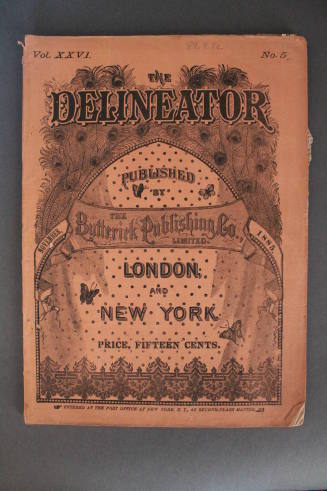 Vol. XXVI. No. 5.
THE
DELINEATOR
PUBLISHED
BY
THE
Butterick Publishing Co.,
LIMITED.
NOVEMBER, 1885.
LONDON,
AND
NEW YORK.
PRICE, FIFTEEN CENTS.
ENTERED AT THE POST OFFICE AT NEW YORK, N. Y., AS SECOND-CLASS MATTER.